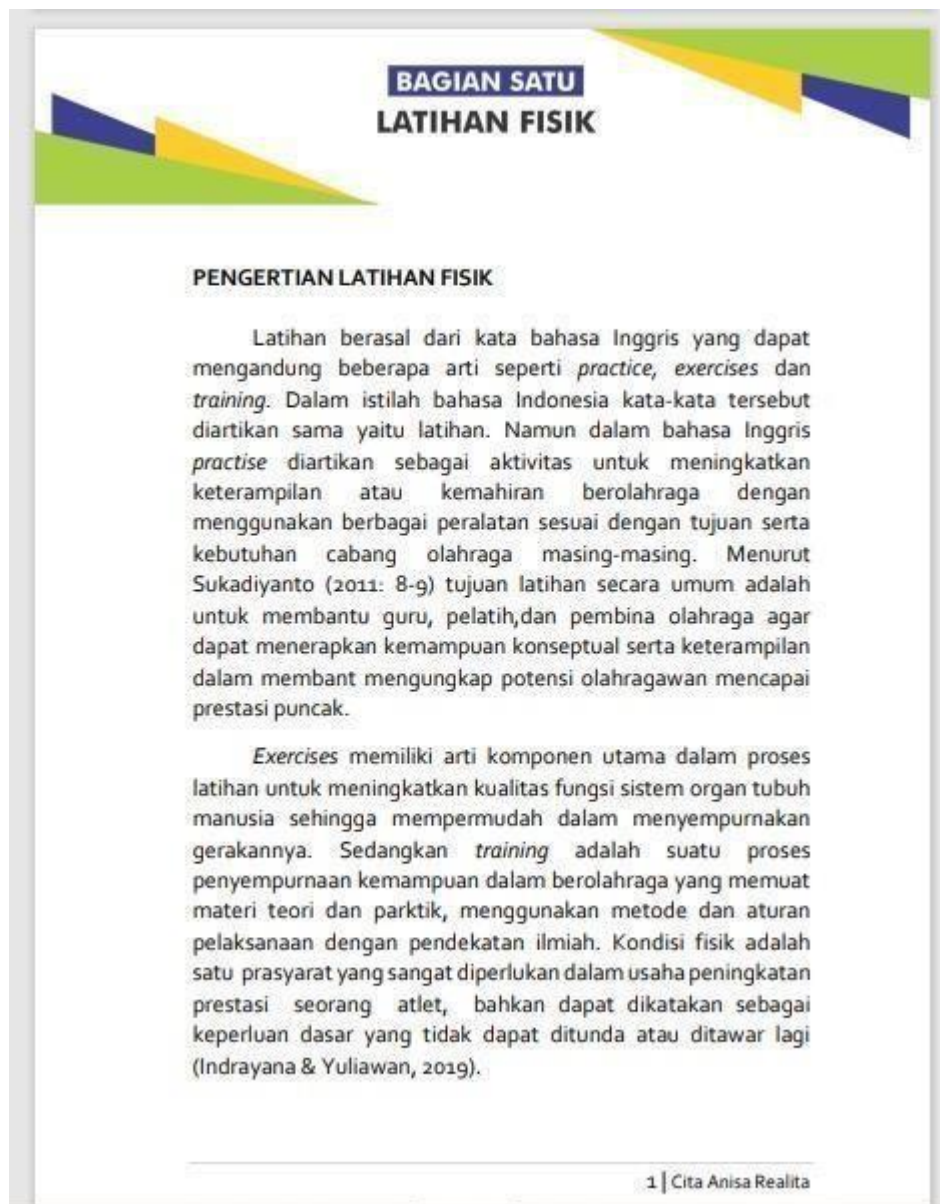 BAGIAN SATU
LATIHAN FISIK
PENGERTIAN LATIHAN FISIK
Latihan berasal dari kata bahasa Inggris yang dapat
mengandung beberapa arti seperti practice, exercises dan
training. Dalam istilah bahasa Indonesia kata-kata tersebut
diartikan sama yaitu latihan. Namun dalam bahasa Inggris
practise diartikan sebagai aktivitas untuk meningkatkan
keterampilan atau kemahiran berolahraga dengan
menggunakan berbagai peralatan sesuai dengan tujuan serta
kebutuhan cabang olahraga masing-masing. Menurut
Sukadiyanto (2011: 8-9) tujuan latihan secara umum adalah
untuk membantu guru, pelatih,dan pembina olahraga agar
dapat menerapkan kemampuan konseptual serta keterampilan
dalam membant mengungkap potensi olahragawan mencapai
prestasi puncak.
Exercises memiliki arti komponen utama dalam proses
latihan untuk meningkatkan kualitas fungsi sistem organ tubuh
manusia sehingga mempermudah dalam menyempurnakan
gerakannya. Sedangkan training adalah suatu proses
penyempurnaan kemampuan dalam berolahraga yang memuat
materi teori dan parktik, menggunakan metode dan aturan
pelaksanaan dengan pendekatan ilmiah. Kondisi fisik adalah
satu prasyarat yang sangat diperlukan dalam usaha peningkatan
prestasi seorang atlet, bahkan dapat dikatakan sebagai
keperluan dasar yang tidak dapat ditunda atau ditawar lagi
(Indrayana & Yuliawan, 2019).
1 | Cita Anisa Realita